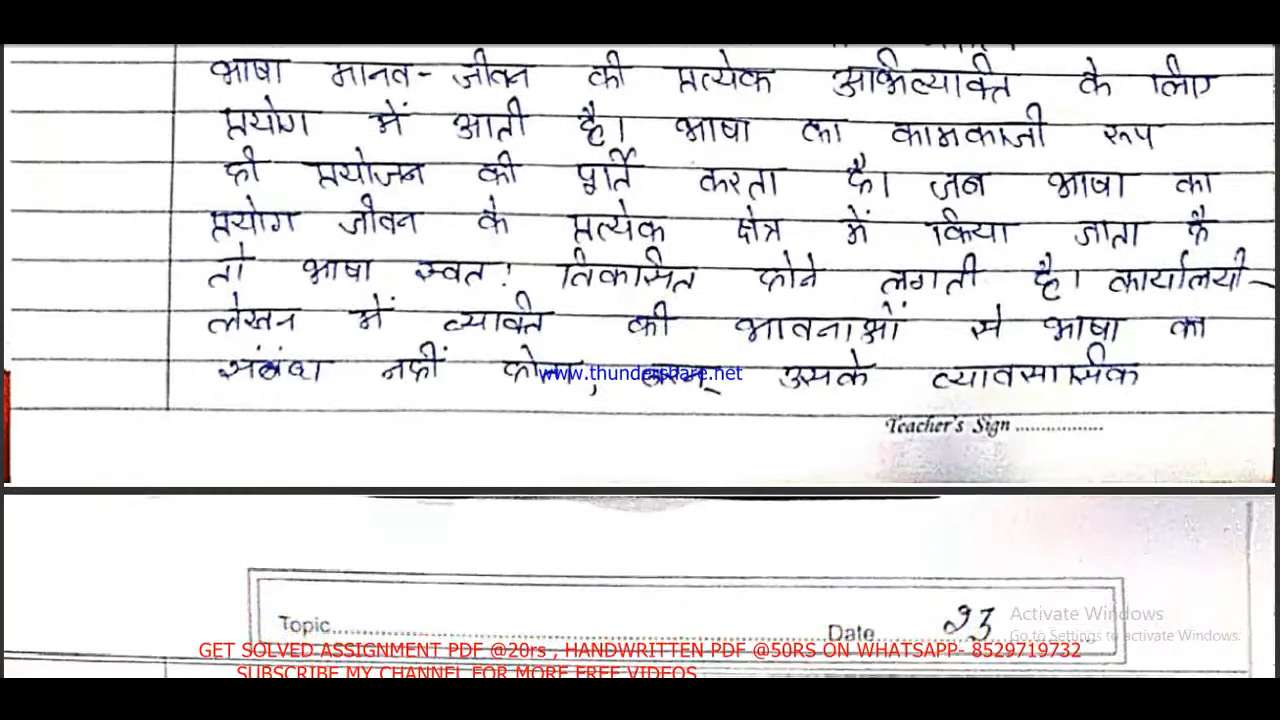 भाषा मानव-जीवन की प्रत्येक अभिव्यक्ति के लिए
प्रयोग में आती है। भाषा का कामकाजी रूप
ही प्रयोजन की पूर्ति करता है। जब भाषा का
प्रयोग जीवन के प्रत्येक क्षेत्र में किया जाता है
तो भाषा स्वत: विकसित होने लगती है। कार्यालयी-
लेखन में व्यक्ति की भावनाओं से भाषा का
संबंध नहीं होता, वरन् उसके व्यावसायिक
www.thundershare.net
Teacher's Sign ..................
Topic.......... Date.......... 23
Activate Windows
Go to Settings to activate Windows.
GET SOLVED ASSIGNMENT PDF @20rs , HANDWRITTEN PDF @50RS ON WHATSAPP- 8529719732
SUBSCRIBE MY CHANNEL FOR MORE FREE VIDEOS